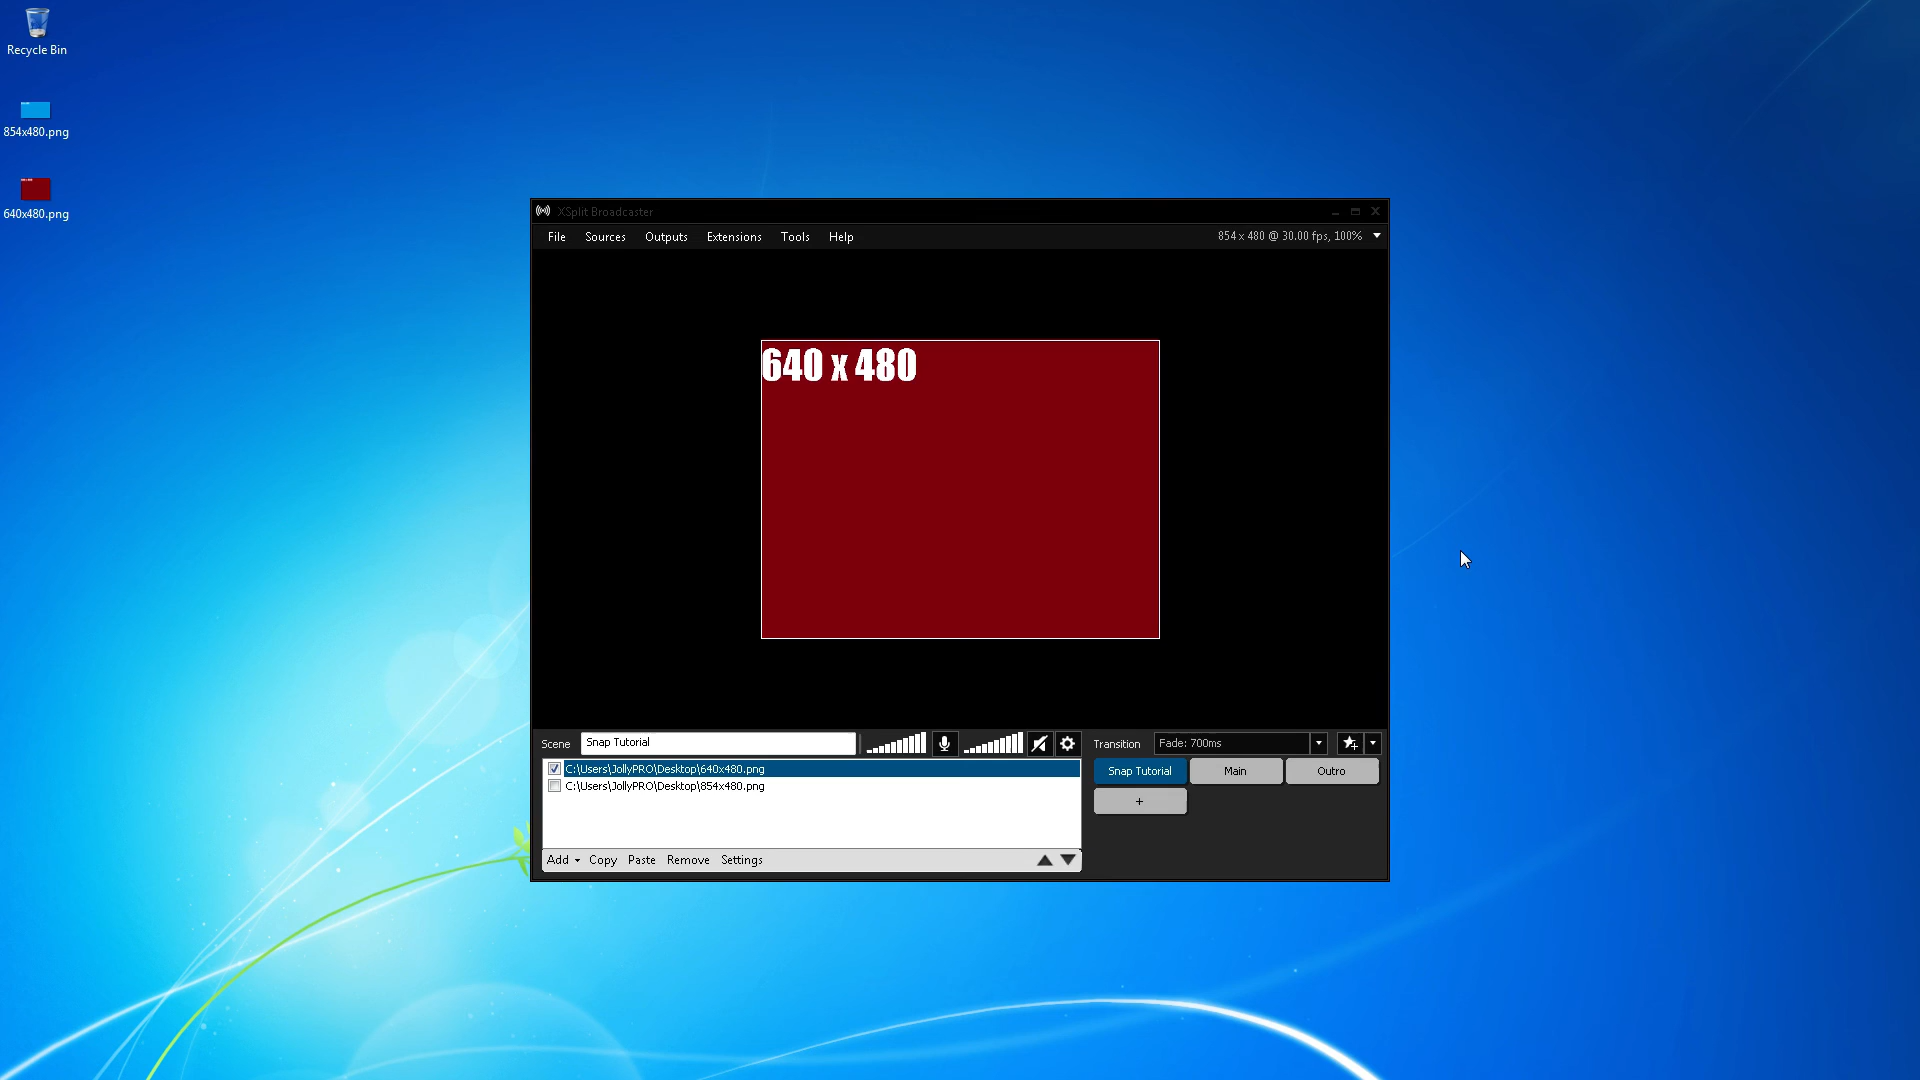 Recycle Bin
854x480.png
640x480.png
XSplit Broadcaster
File Sources Outputs Extensions Tools Help
854 x 480 @ 30.00 fps, 100%
640 x 480
Scene Snap Tutorial
Transition Fade: 700ms
C:\Users\JollyPRO\Desktop\640x480.png
C:\Users\JollyPRO\Desktop\854x480.png
Snap Tutorial Main Outro
+
Add Copy Paste Remove Settings